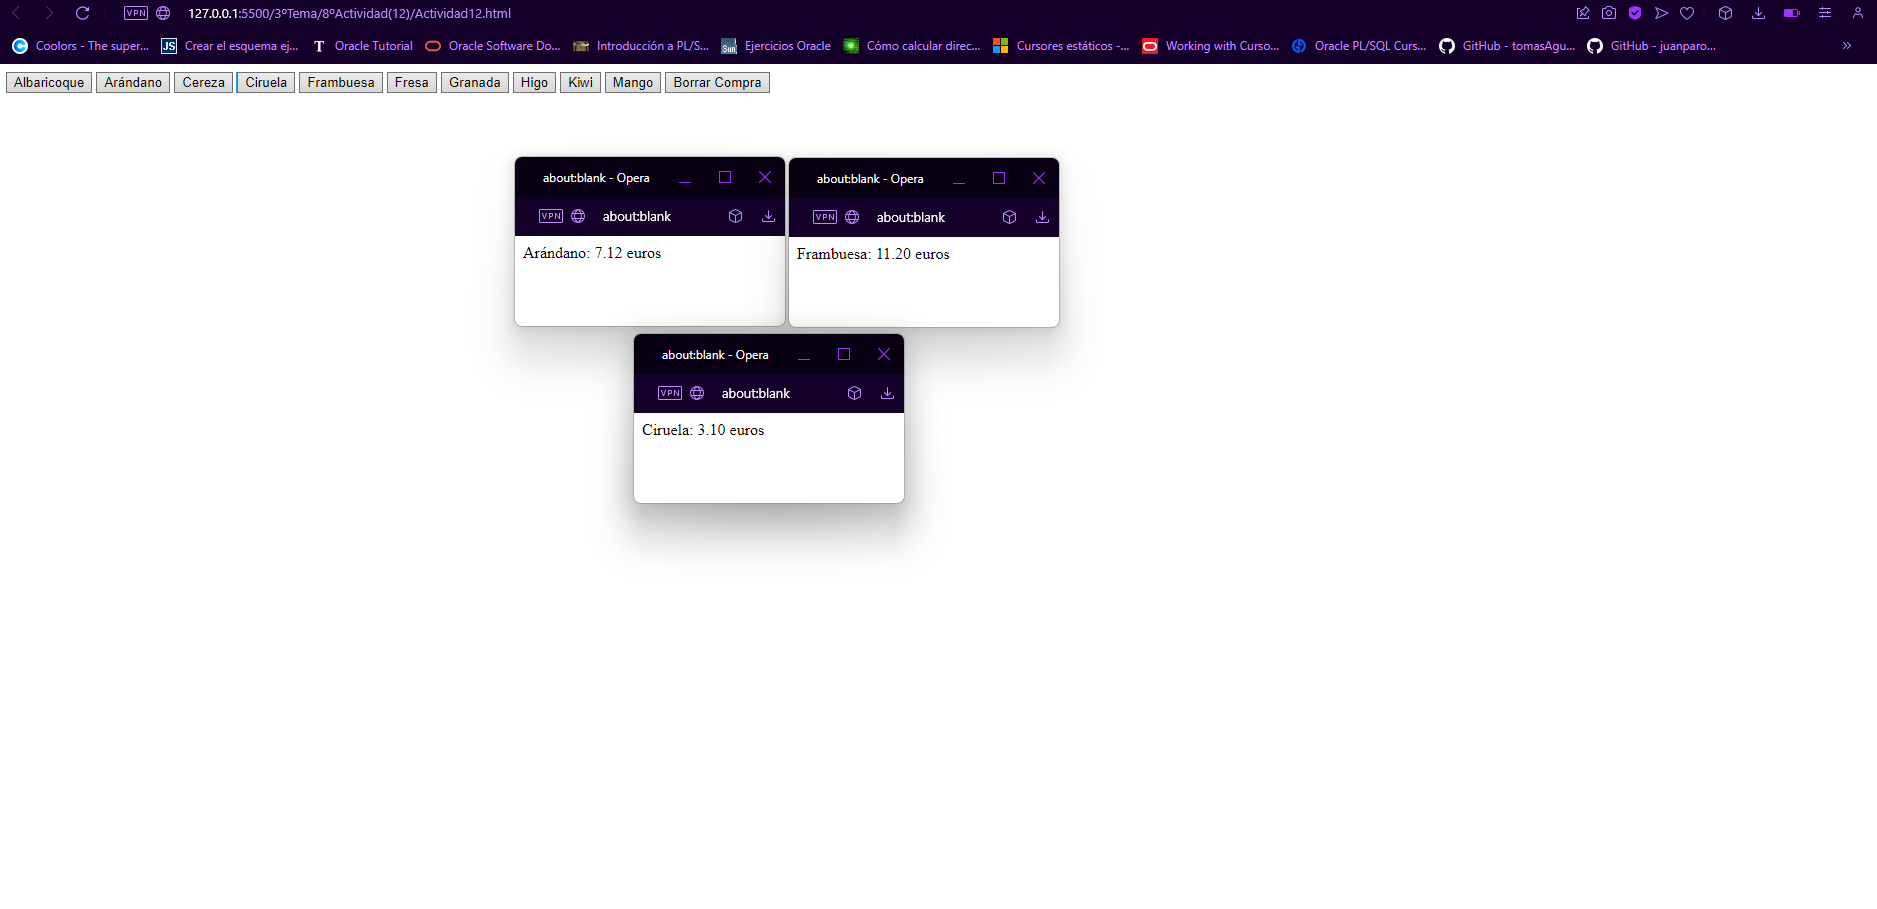 VPN 127.0.0.1:5500/3ºTema/8ºActividad(12)/Actividad12.html
Coolors - The super... JS Crear el esquema ej... T Oracle Tutorial Oracle Software Do... Introducción a PL/S... Sun Ejercicios Oracle Cómo calcular direc... Cursores estáticos -... Working with Curso... Oracle PL/SQL Curs... GitHub - tomasAgu... GitHub - juanparo... »
Albaricoque Arándano Cereza Ciruela Frambuesa Fresa Granada Higo Kiwi Mango Borrar Compra
about:blank - Opera
VPN about:blank
Arándano: 7.12 euros
about:blank - Opera
VPN about:blank
Frambuesa: 11.20 euros
about:blank - Opera
VPN about:blank
Ciruela: 3.10 euros